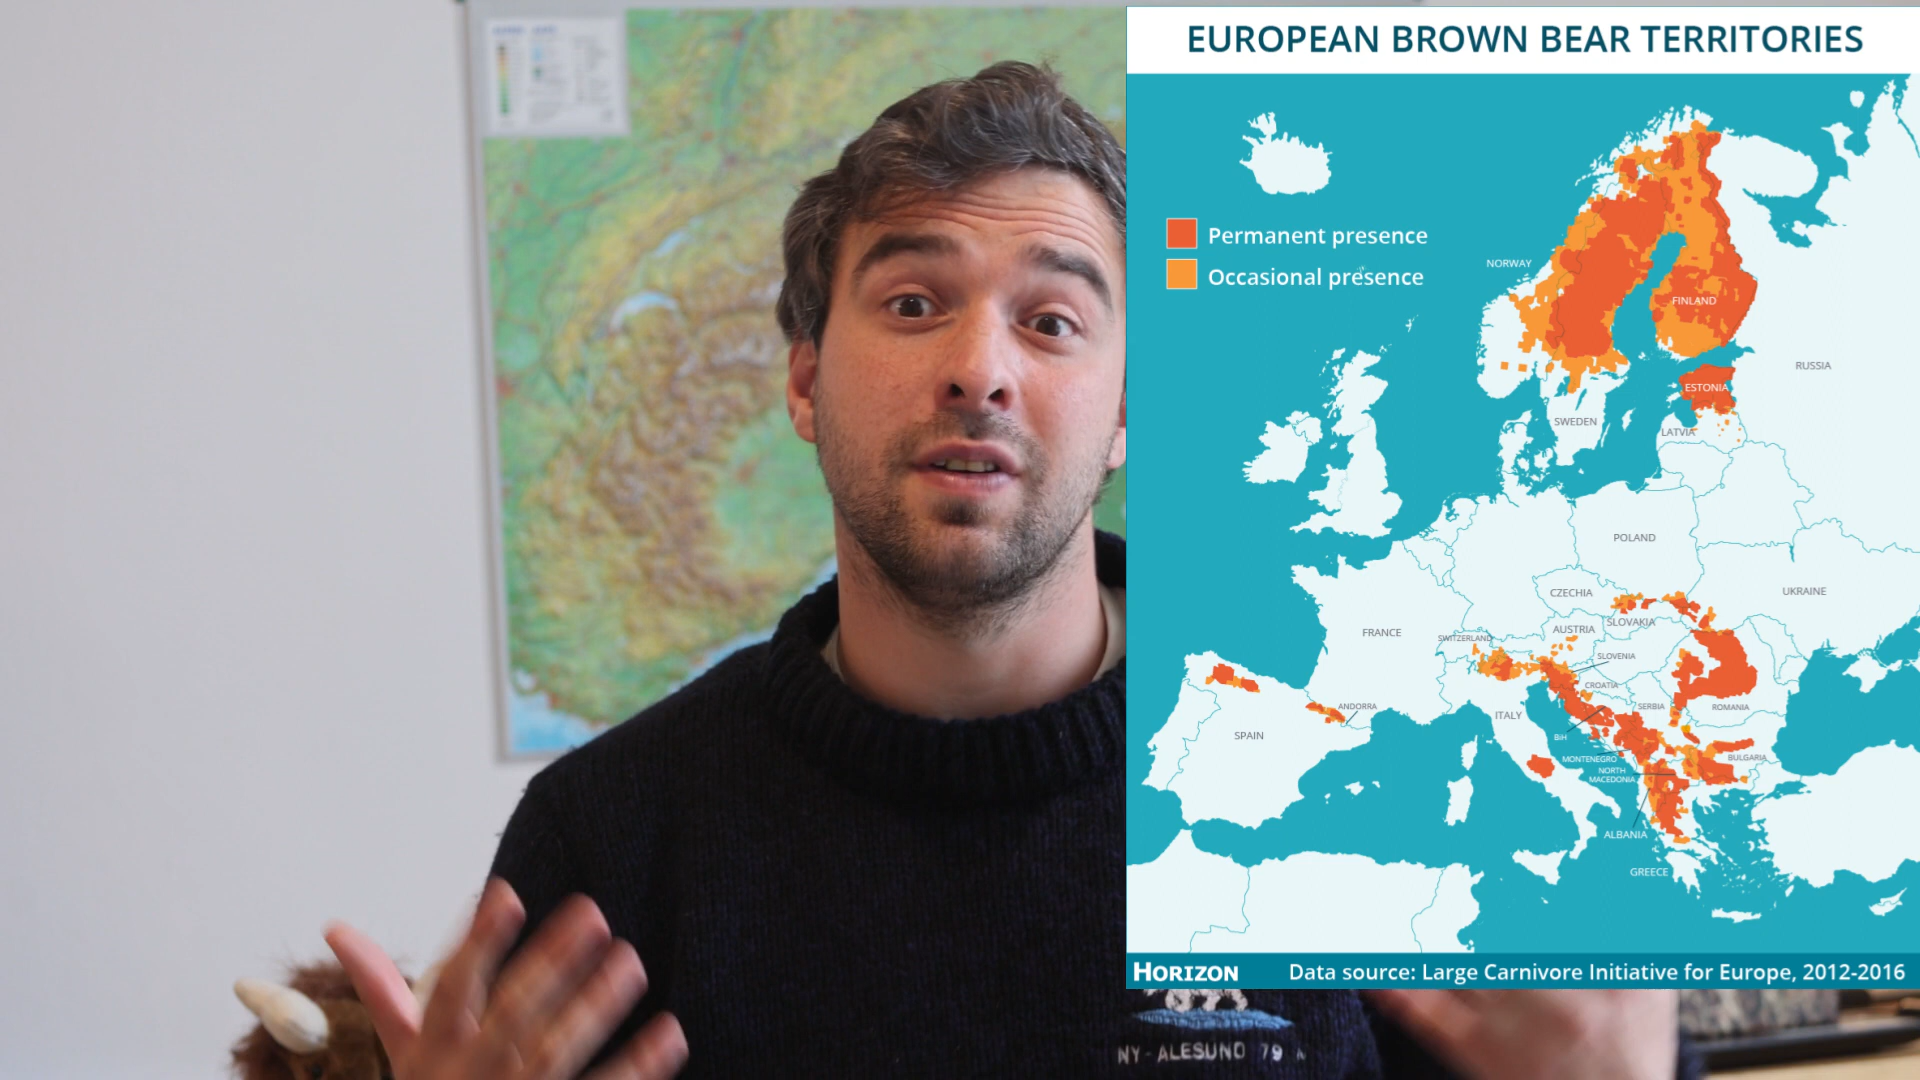 EUROPEAN BROWN BEAR TERRITORIES
Permanent presence
Occasional presence
NORWAY
FINLAND
RUSSIA
ESTONIA
SWEDEN
LATVIA
POLAND
CZECHIA
UKRAINE
SLOVAKIA
AUSTRIA
FRANCE
SWITZERLAND
SLOVENIA
CROATIA
ANDORRA
SERBIA
ROMANIA
ITALY
SPAIN
BiH
MONTENEGRO
BULGARIA
NORTH
MACEDONIA
ALBANIA
GREECE
HORIZON
Data source: Large Carnivore Initiative for Europe, 2012-2016
NY-ALESUND 79